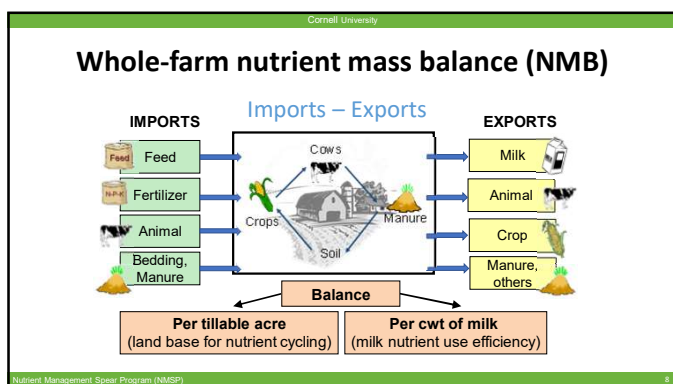 Cornell University
Whole-farm nutrient mass balance (NMB)
Imports – Exports
IMPORTS
EXPORTS
Feed
Feed
N-P-K
Fertilizer
Animal
Bedding,
Manure
Cows
Crops
Manure
Soil
Milk
Animal
Crop
Manure,
others
Balance
Per tillable acre
(land base for nutrient cycling)
Per cwt of milk
(milk nutrient use efficiency)
Nutrient Management Spear Program (NMSP)
8